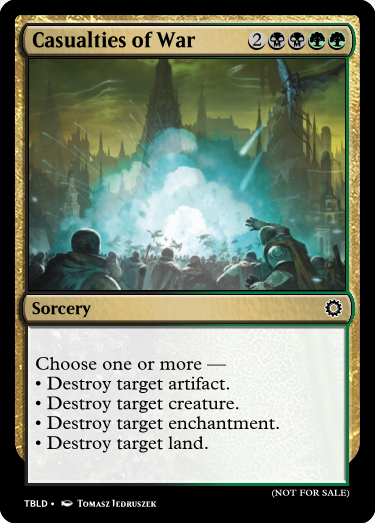 Casualties of War 2
Sorcery
Choose one or more —
• Destroy target artifact.
• Destroy target creature.
• Destroy target enchantment.
• Destroy target land.
(NOT FOR SALE)
TBLD • Tomasz Jedruszek